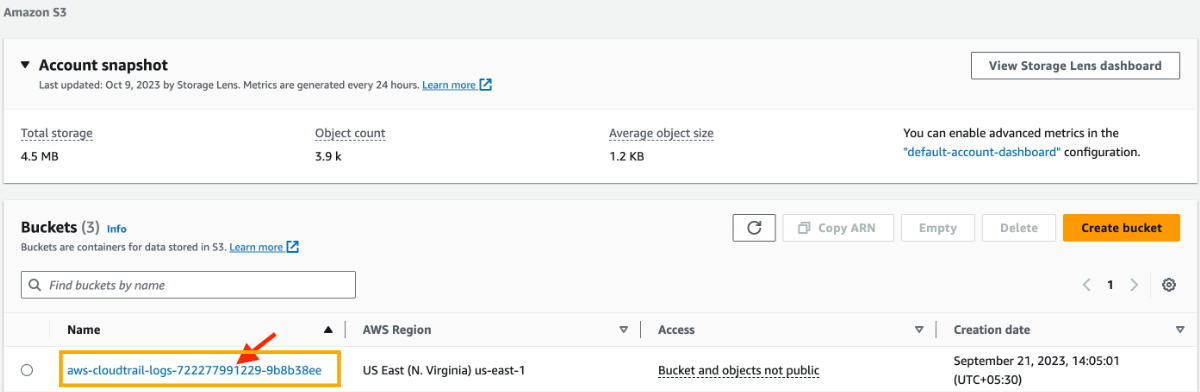 Amazon S3
Account snapshot
View Storage Lens dashboard
Last updated: Oct 9, 2023 by Storage Lens. Metrics are generated every 24 hours. Learn more
Total storage
Object count
Average object size
You can enable advanced metrics in the
"default-account-dashboard" configuration.
4.5 MB
3.9 k
1.2 KB
Buckets (3) Info
Copy ARN
Empty
Delete
Create bucket
Buckets are containers for data stored in S3. Learn more
Find buckets by name
1
Name
AWS Region
Access
Creation date
aws-cloudtrail-logs-722277991229-9b8b38ee
US East (N. Virginia) us-east-1
Bucket and objects not public
September 21, 2023, 14:05:01
(UTC+05:30)